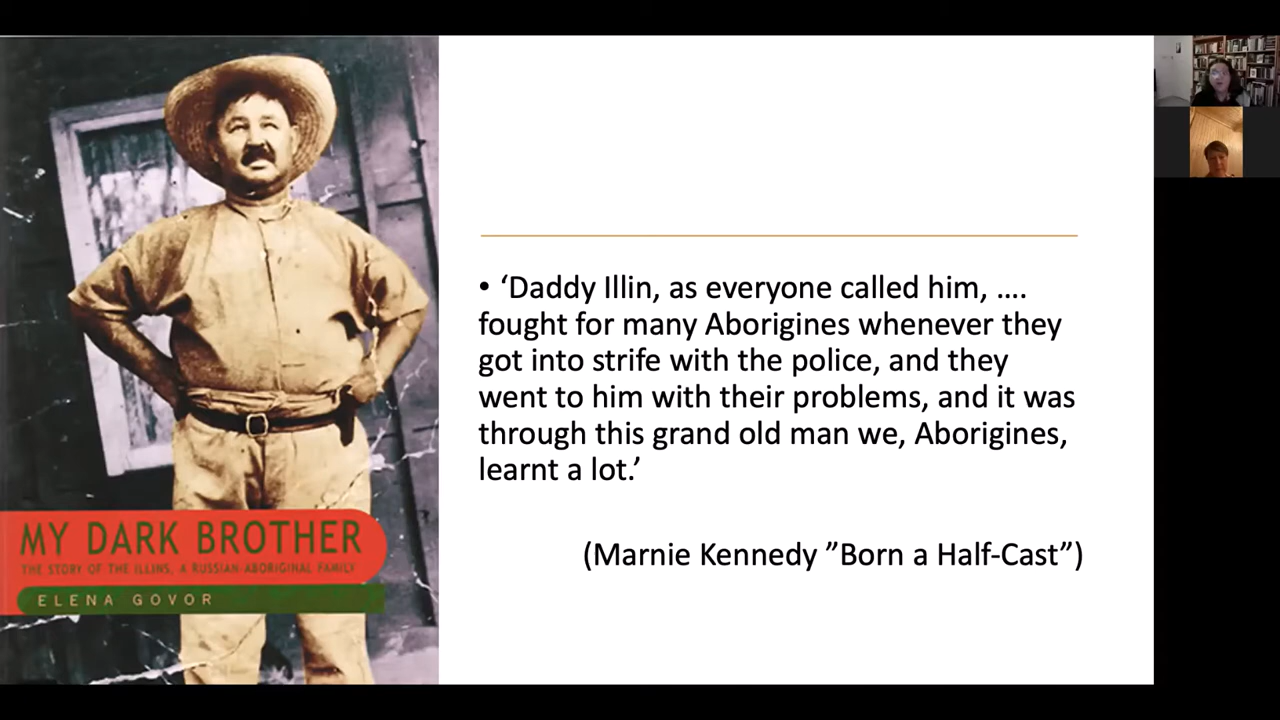 MY DARK BROTHER
THE STORY OF THE ILLINS, A RUSSIAN-ABORIGINAL FAMILY
ELENA GOVOR
• ‘Daddy Illin, as everyone called him, ….
fought for many Aborigines whenever they
got into strife with the police, and they
went to him with their problems, and it was
through this grand old man we, Aborigines,
learnt a lot.’
(Marnie Kennedy ”Born a Half-Cast”)